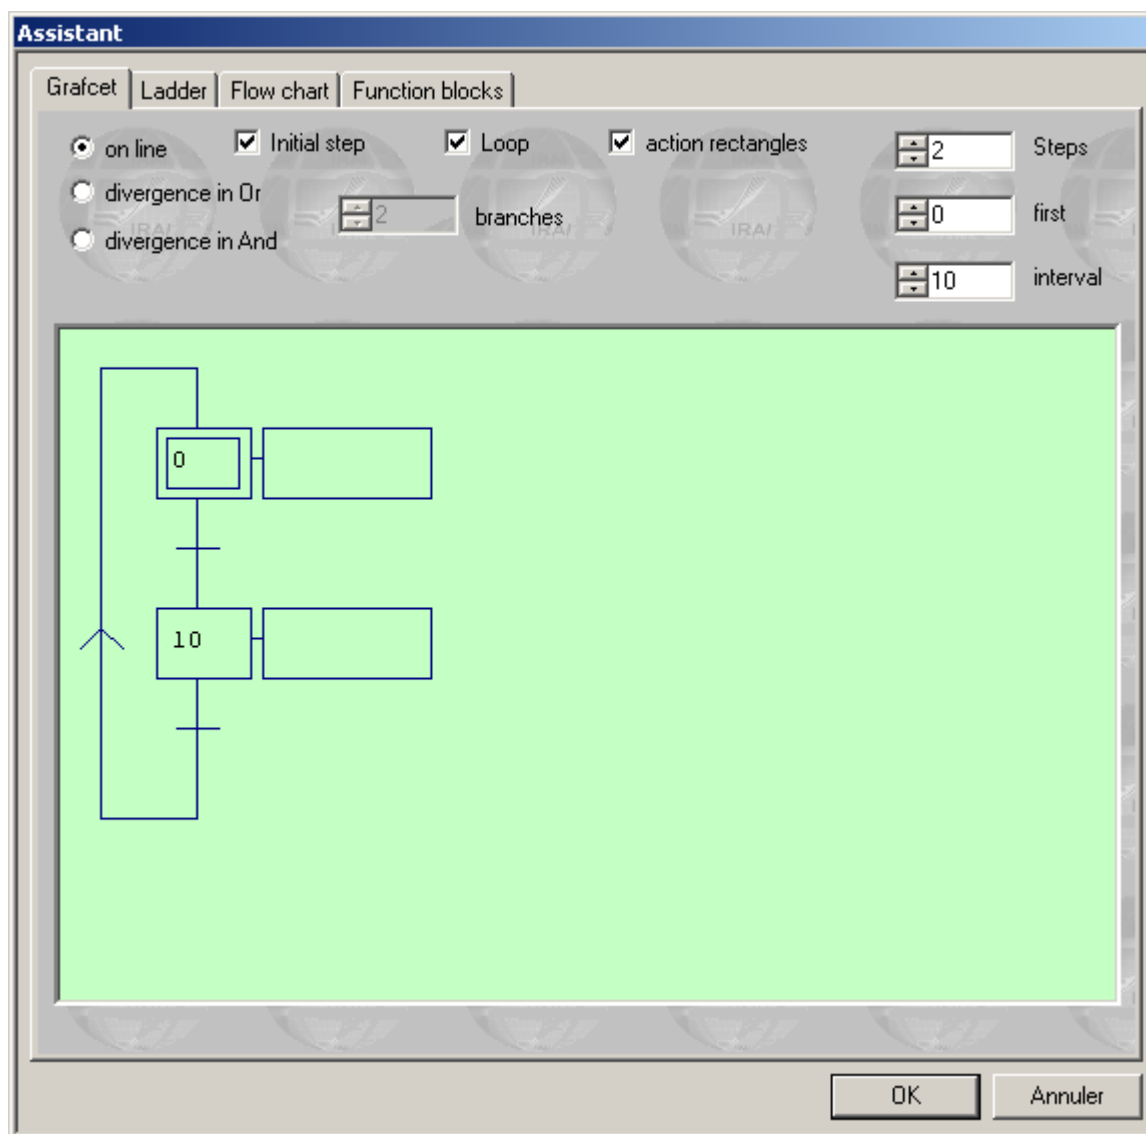 Assistant
Grafcet Ladder Flow chart Function blocks
on line Initial step Loop action rectangles 2 Steps
divergence in Or 2 branches 0 first
divergence in And
10 interval
0
10
OK Annuler